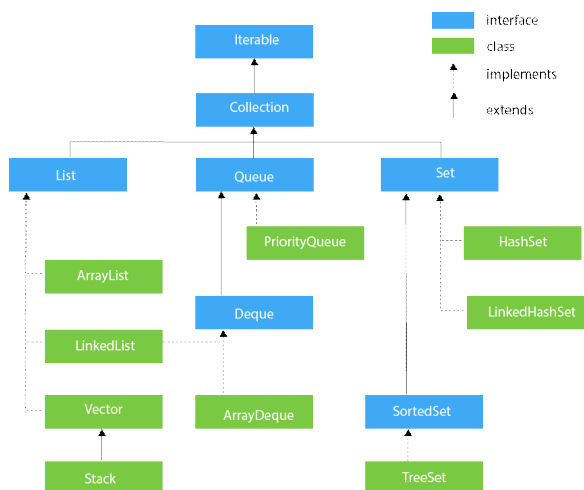 interface
Iterable
class
implements
Collection
extends
List
Queue
Set
PriorityQueue
HashSet
ArrayList
Deque
LinkedHashSet
LinkedList
Vector
ArrayDeque
SortedSet
Stack
TreeSet